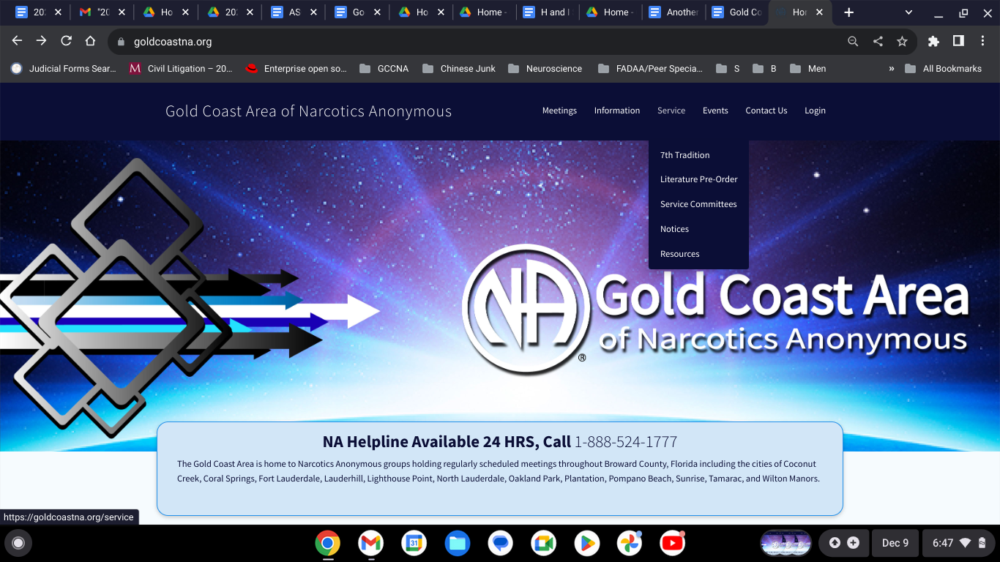 202
"20
Ho
202
AS
Go
Ho
Home -
H and I
Home -
Another
Gold Co
Hor
goldcoastna.org
Judicial Forms Sear...
Civil Litigation – 20...
Enterprise open so...
GCCNA
Chinese Junk
Neuroscience
FADAA/Peer Specia...
S
B
Men
»
All Bookmarks
Gold Coast Area of Narcotics Anonymous
Meetings
Information
Service
Events
Contact Us
Login
7th Tradition
Literature Pre-Order
Service Committees
Notices
Resources
NA
®
Gold Coast Area
of Narcotics Anonymous
NA Helpline Available 24 HRS, Call 1-888-524-1777
The Gold Coast Area is home to Narcotics Anonymous groups holding regularly scheduled meetings throughout Broward County, Florida including the cities of Coconut
Creek, Coral Springs, Fort Lauderdale, Lauderhill, Lighthouse Point, North Lauderdale, Oakland Park, Plantation, Pompano Beach, Sunrise, Tamarac, and Wilton Manors.
https://goldcoastna.org/service
31
Dec 9
6:47